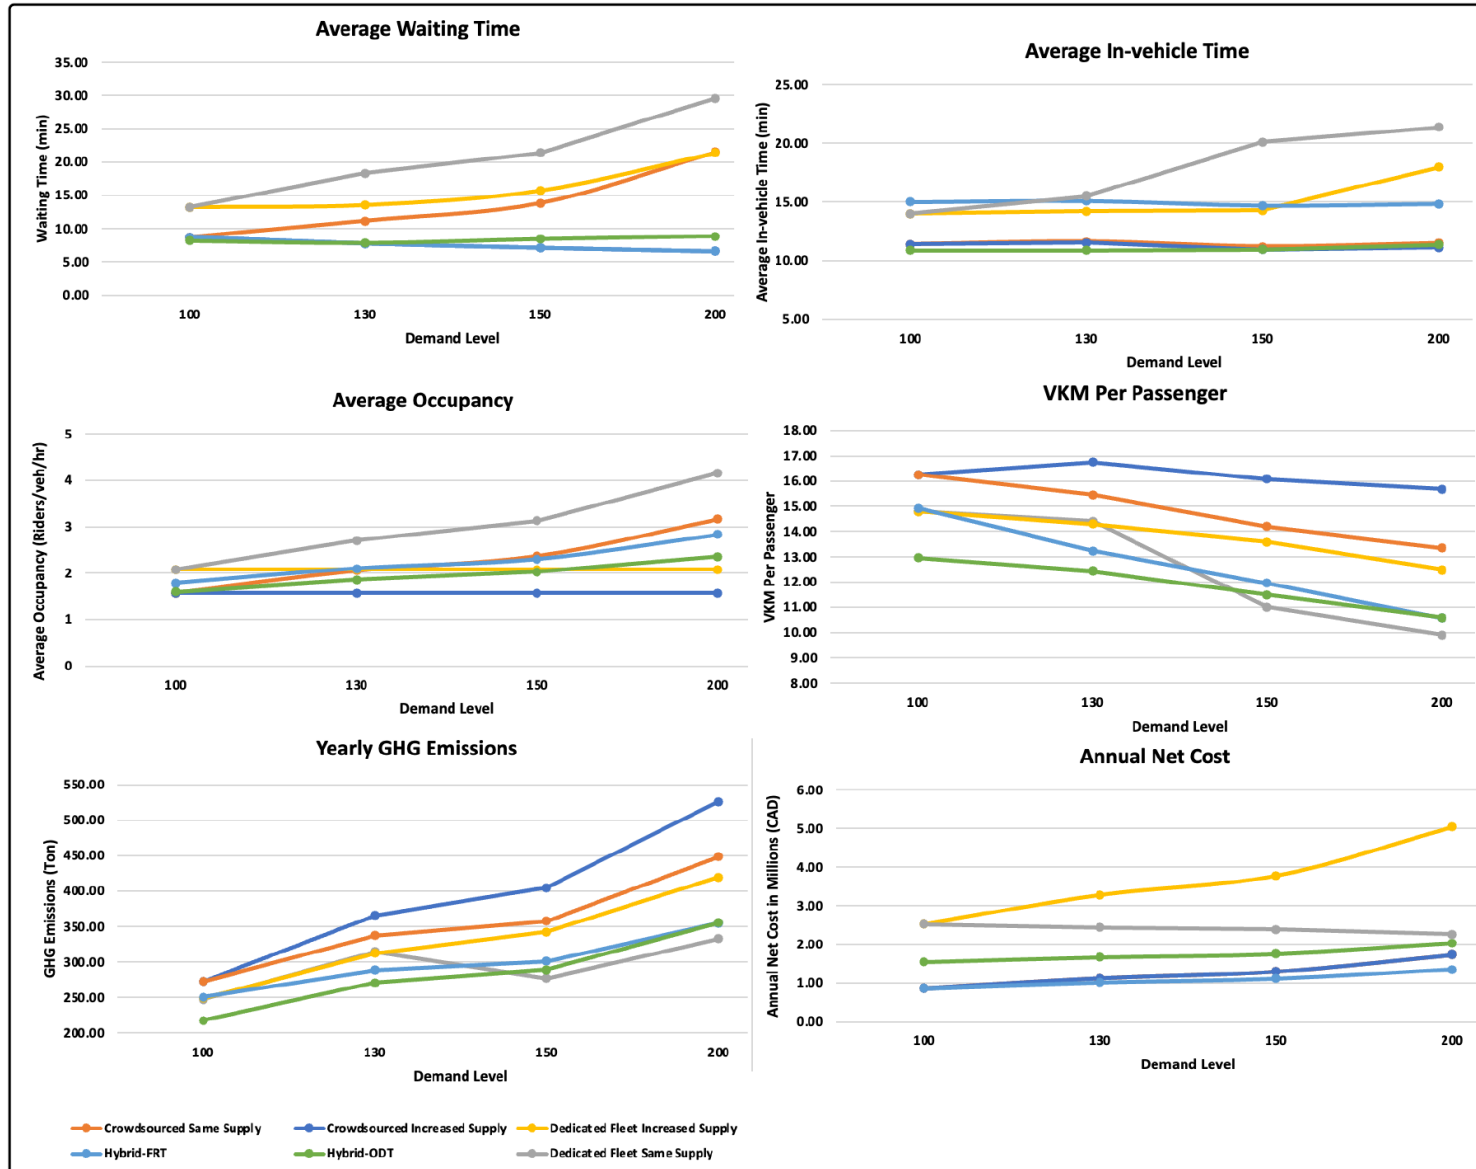 Average Waiting Time
35.00
30.00
25.00
20.00
15.00
10.00
5.00
0.00
Waiting Time (min)
100 130 150 200
Demand Level
Average In-vehicle Time
25.00
20.00
15.00
10.00
5.00
Average In-vehicle Time (min)
100 130 150 200
Demand Level
Average Occupancy
5
4
3
2
1
0
Average Occupancy (Riders/veh/hr)
100 130 150 200
Demand Level
VKM Per Passenger
18.00
17.00
16.00
15.00
14.00
13.00
12.00
11.00
10.00
9.00
8.00
VKM Per Passenger
100 130 150 200
Demand Level
Yearly GHG Emissions
550.00
500.00
450.00
400.00
350.00
300.00
250.00
200.00
GHG Emissions (Ton)
100 130 150 200
Demand Level
Annual Net Cost
6.00
5.00
4.00
3.00
2.00
1.00
0.00
Annual Net Cost in Millions (CAD)
100 130 150 200
Demand Level
Crowdsourced Same Supply Crowdsourced Increased Supply Dedicated Fleet Increased Supply
Hybrid-FRT Hybrid-ODT Dedicated Fleet Same Supply